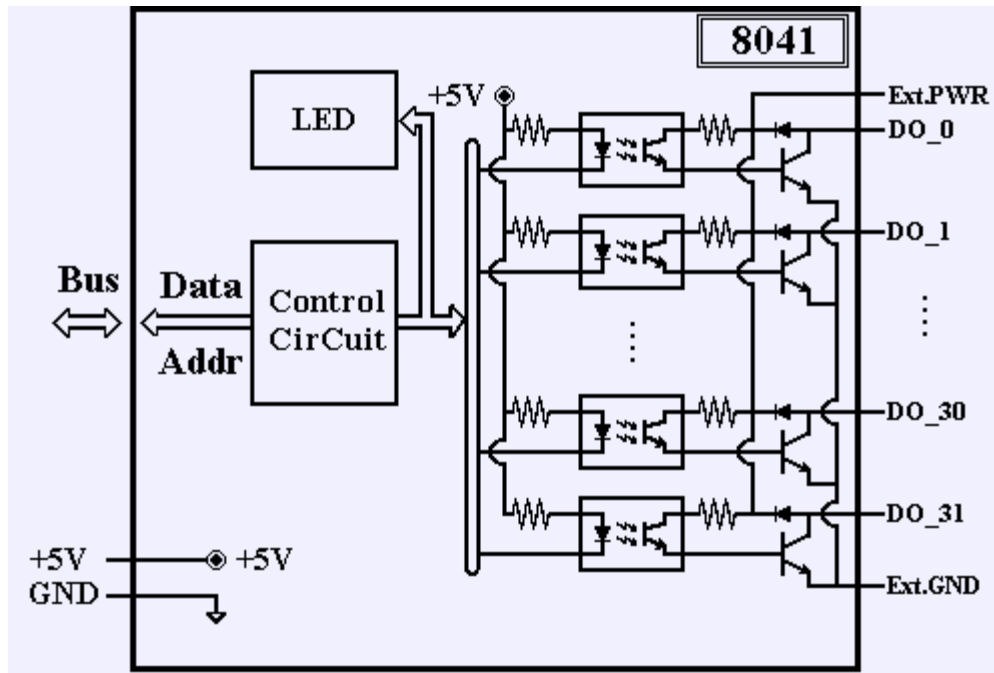 8041
LED
+5V
Ext.PWR
DO_0
DO_1
Bus
Data
Addr
Control
CirCuit
DO_30
DO_31
+5V
+5V
GND
Ext.GND